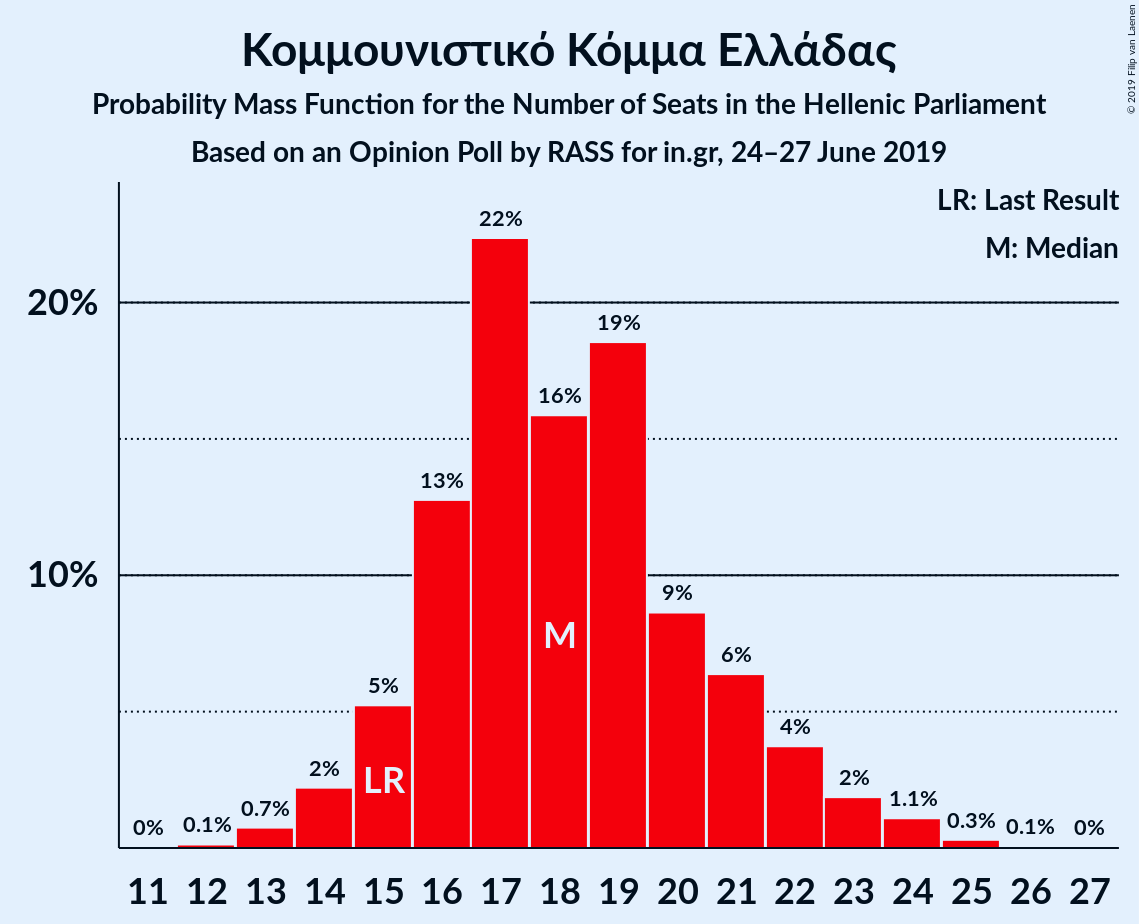 Κομμουνιστικό Κόμμα Ελλάδας
Probability Mass Function for the Number of Seats in the Hellenic Parliament
Based on an Opinion Poll by RASS for in.gr, 24–27 June 2019
© 2019 Filip van Laenen
LR: Last Result
M: Median
20%
10%
0%
0.1%
0.7%
2%
5%
13%
22%
16%
19%
9%
6%
4%
2%
1.1%
0.3%
0.1%
0%
LR
M
11 12 13 14 15 16 17 18 19 20 21 22 23 24 25 26 27